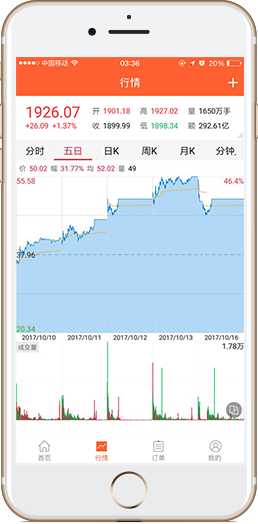 中国移动 03:36 20%
行情 +
1926.07 开 1901.18 高 1927.02 量 1650万手
+26.09 +1.37% 收 1899.99 低 1898.34 额 292.61亿
分时 五日 日K 周K 月K 分钟
价 50.02 幅 31.77% 均 52.02 量 49
55.58 46.4%
37.96
20.34
2017/10/10 2017/10/11 2017/10/12 2017/10/13 2017/10/16
成交量 1.78万
首页 行情 订单 我的